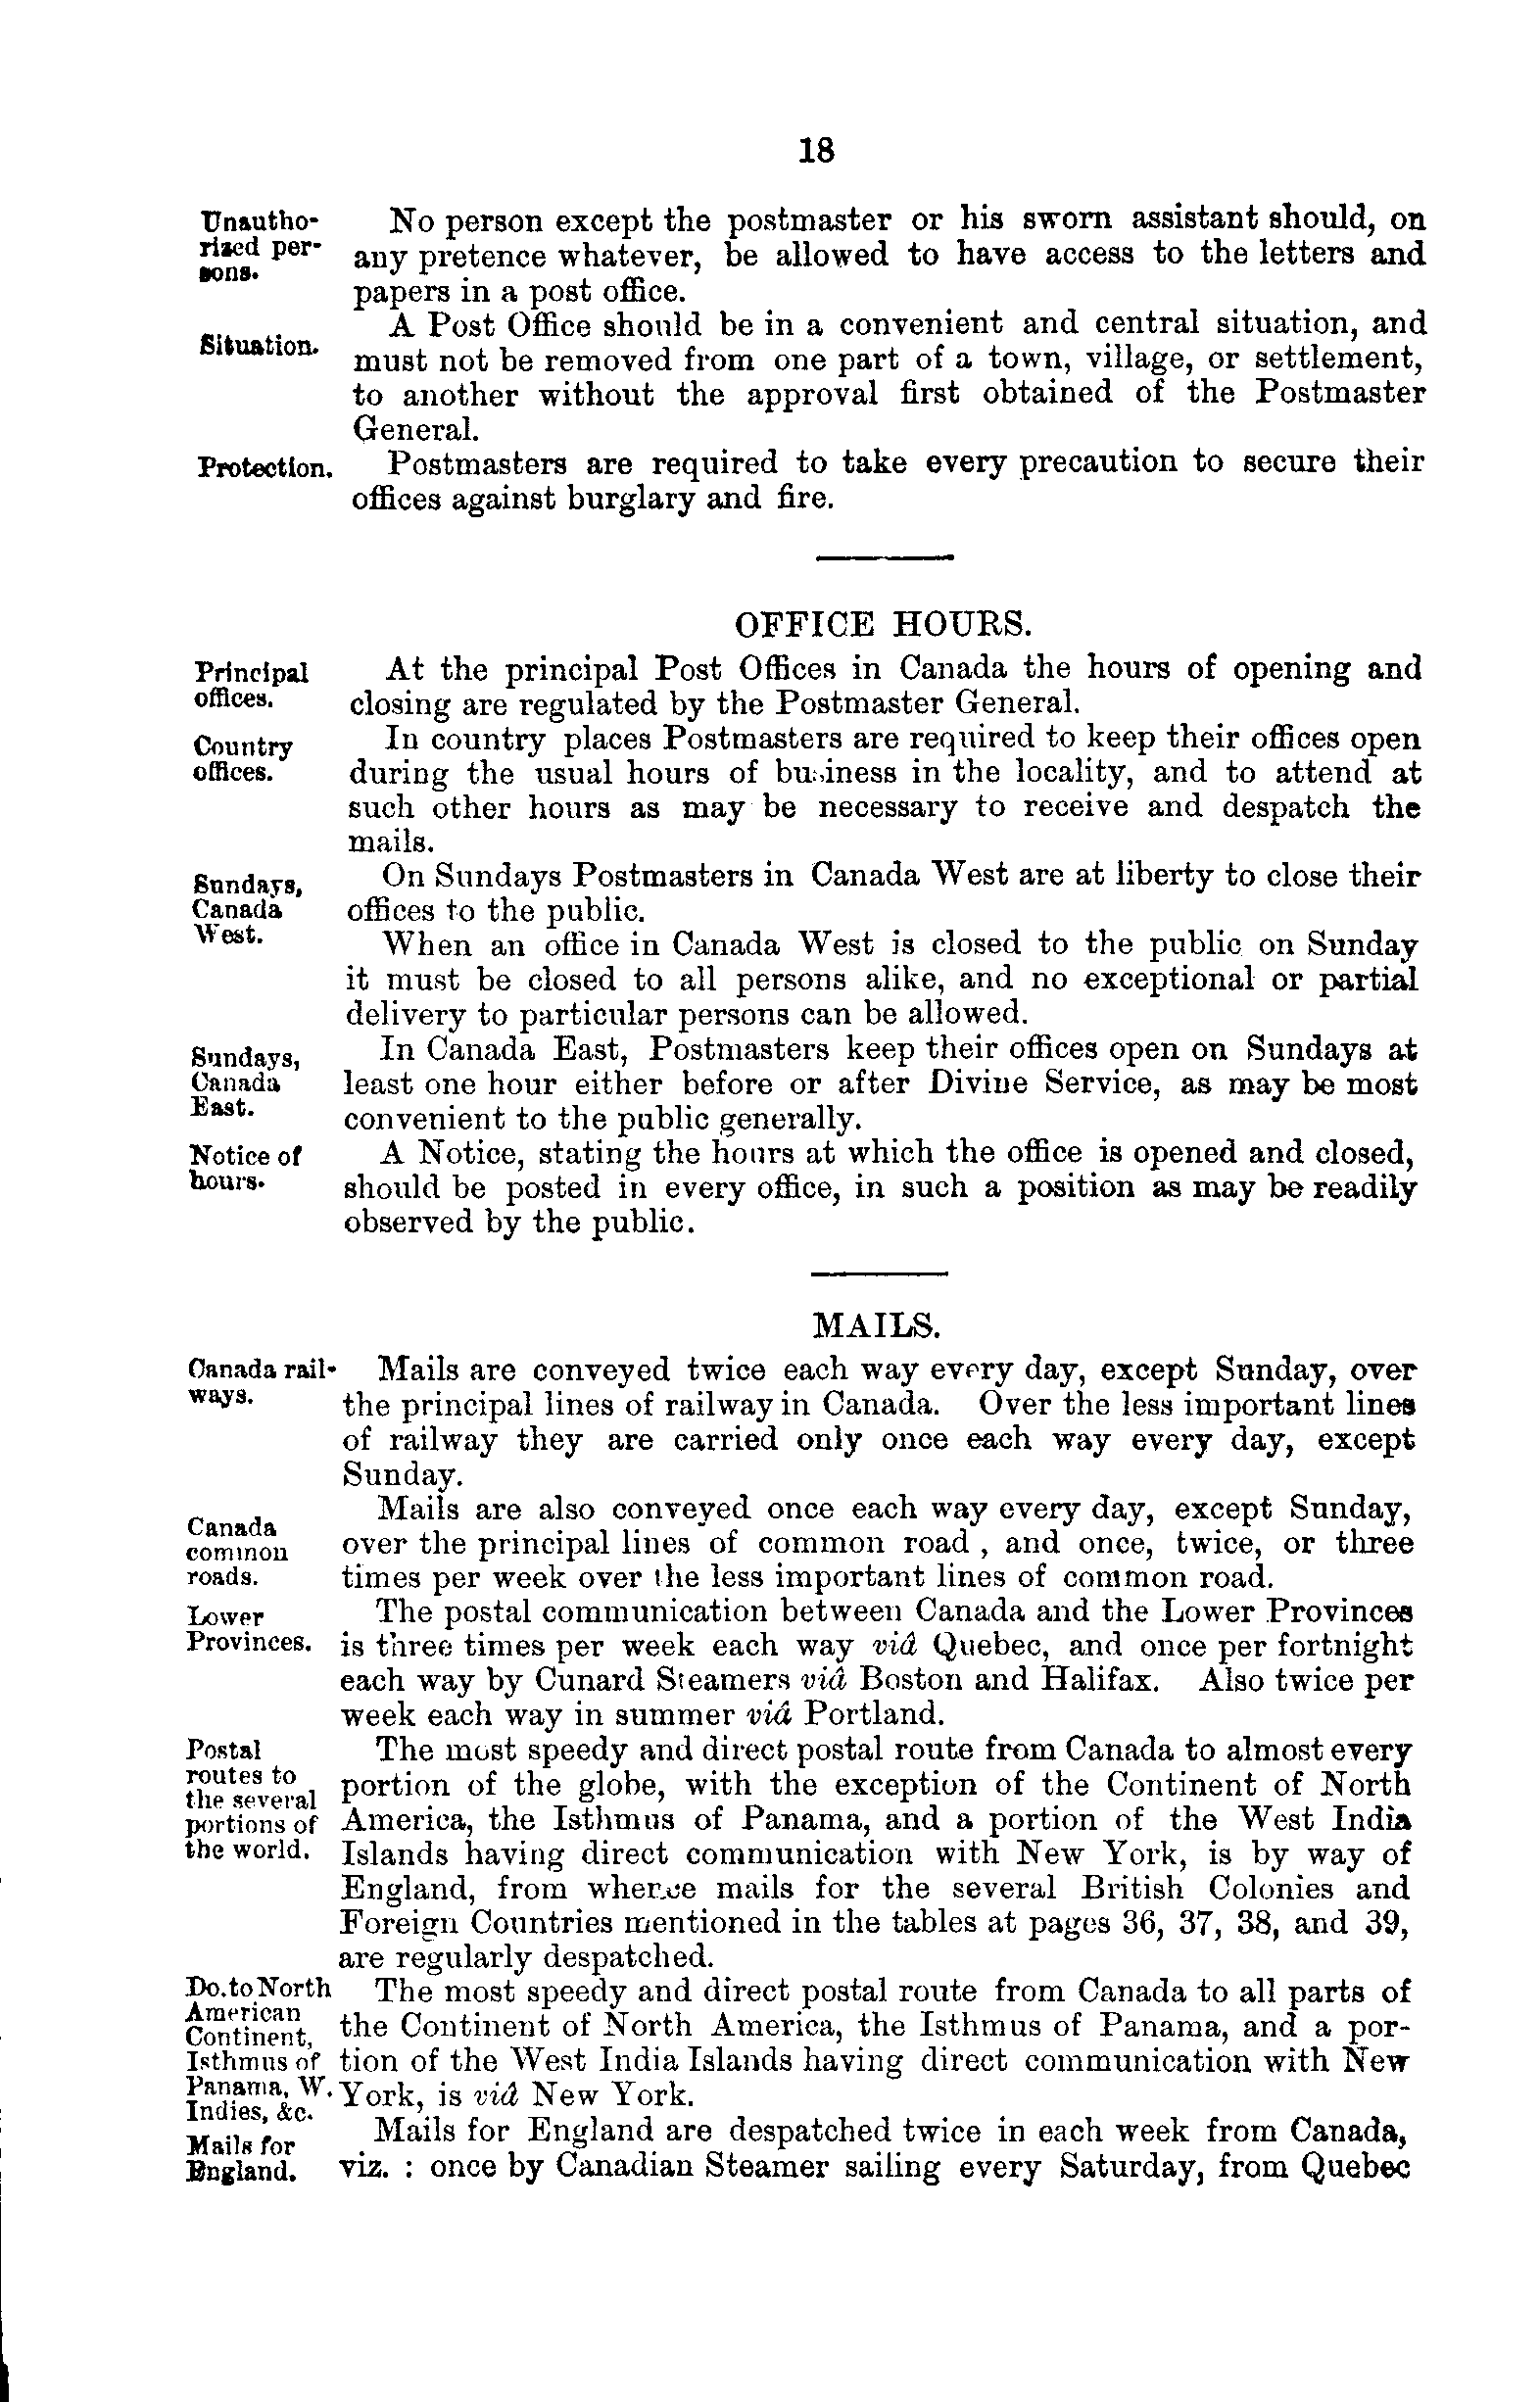 18
Unautho-
rized per-
sons.
No person except the postmaster or his sworn assistant should, on
any pretence whatever, be allowed to have access to the letters and
papers in a post office.
Situation.
A Post Office should be in a convenient and central situation, and
must not be removed from one part of a town, village, or settlement,
to another without the approval first obtained of the Postmaster
General.
Protection.
Postmasters are required to take every precaution to secure their
offices against burglary and fire.
OFFICE HOURS.
Principal
offices.
At the principal Post Offices in Canada the hours of opening and
closing are regulated by the Postmaster General.
Country
offices.
In country places Postmasters are required to keep their offices open
during the usual hours of business in the locality, and to attend at
such other hours as may be necessary to receive and despatch the
mails.
Sundays,
Canada
West.
On Sundays Postmasters in Canada West are at liberty to close their
offices to the public.
When an office in Canada West is closed to the public on Sunday
it must be closed to all persons alike, and no exceptional or partial
delivery to particular persons can be allowed.
Sundays,
Canada
East.
In Canada East, Postmasters keep their offices open on Sundays at
least one hour either before or after Divine Service, as may be most
convenient to the public generally.
Notice of
hours.
A Notice, stating the hours at which the office is opened and closed,
should be posted in every office, in such a position as may be readily
observed by the public.
MAILS.
Canada rail-
ways.
Mails are conveyed twice each way every day, except Sunday, over
the principal lines of railway in Canada. Over the less important lines
of railway they are carried only once each way every day, except
Sunday.
Canada
common
roads.
Mails are also conveyed once each way every day, except Sunday,
over the principal lines of common road , and once, twice, or three
times per week over the less important lines of common road.
Lower
Provinces.
The postal communication between Canada and the Lower Provinces
is three times per week each way viâ Quebec, and once per fortnight
each way by Cunard Steamers viâ Boston and Halifax. Also twice per
week each way in summer viâ Portland.
Postal
routes to
the several
portions of
the world.
The most speedy and direct postal route from Canada to almost every
portion of the globe, with the exception of the Continent of North
America, the Isthmus of Panama, and a portion of the West India
Islands having direct communication with New York, is by way of
England, from whence mails for the several British Colonies and
Foreign Countries mentioned in the tables at pages 36, 37, 38, and 39,
are regularly despatched.
Do. to North
American
Continent,
Isthmus of
Panama, W.
Indies, &c.
The most speedy and direct postal route from Canada to all parts of
the Continent of North America, the Isthmus of Panama, and a por-
tion of the West India Islands having direct communication with New
York, is viâ New York.
Mails for
England.
Mails for England are despatched twice in each week from Canada,
viz. : once by Canadian Steamer sailing every Saturday, from Quebec